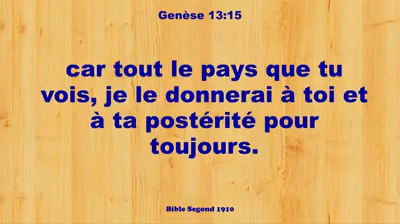 Genèse 13:15
car tout le pays que tu
vois, je le donnerai à toi et
à ta postérité pour
toujours.
Bible Segond 1910